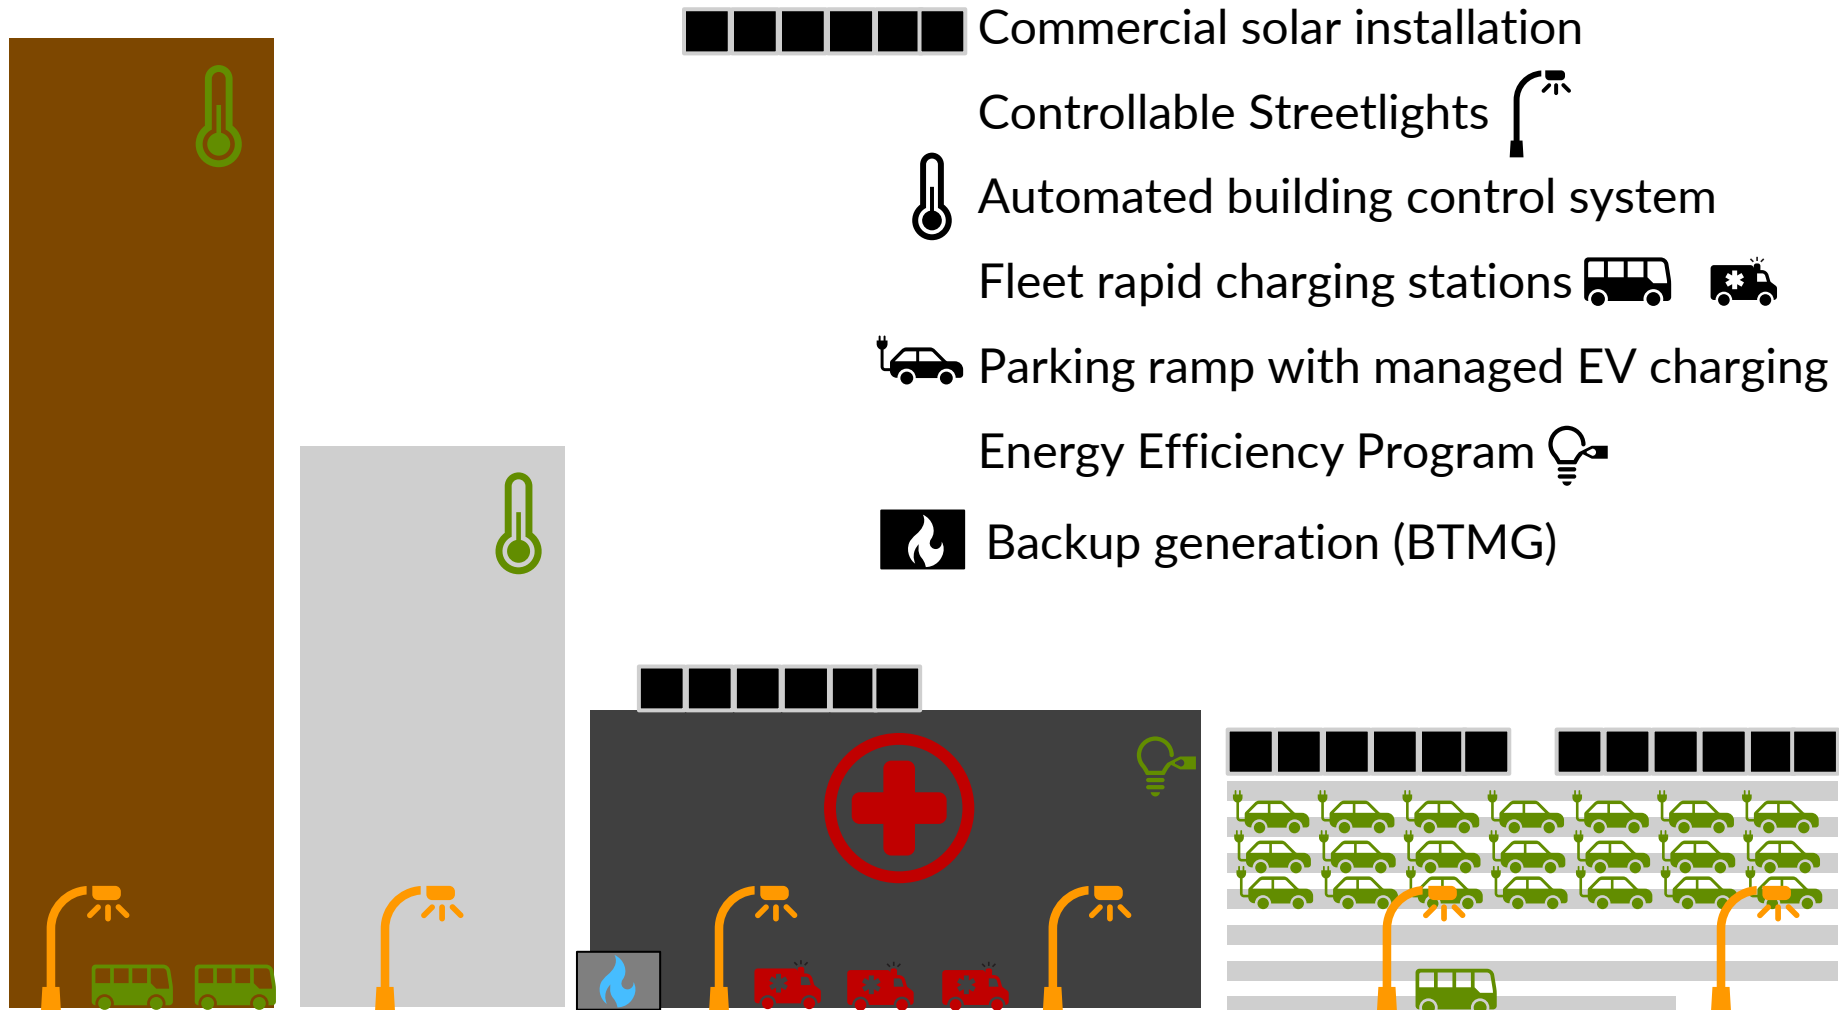 Commercial solar installation
Controllable Streetlights
Automated building control system
Fleet rapid charging stations
Parking ramp with managed EV charging
Energy Efficiency Program
Backup generation (BTMG)